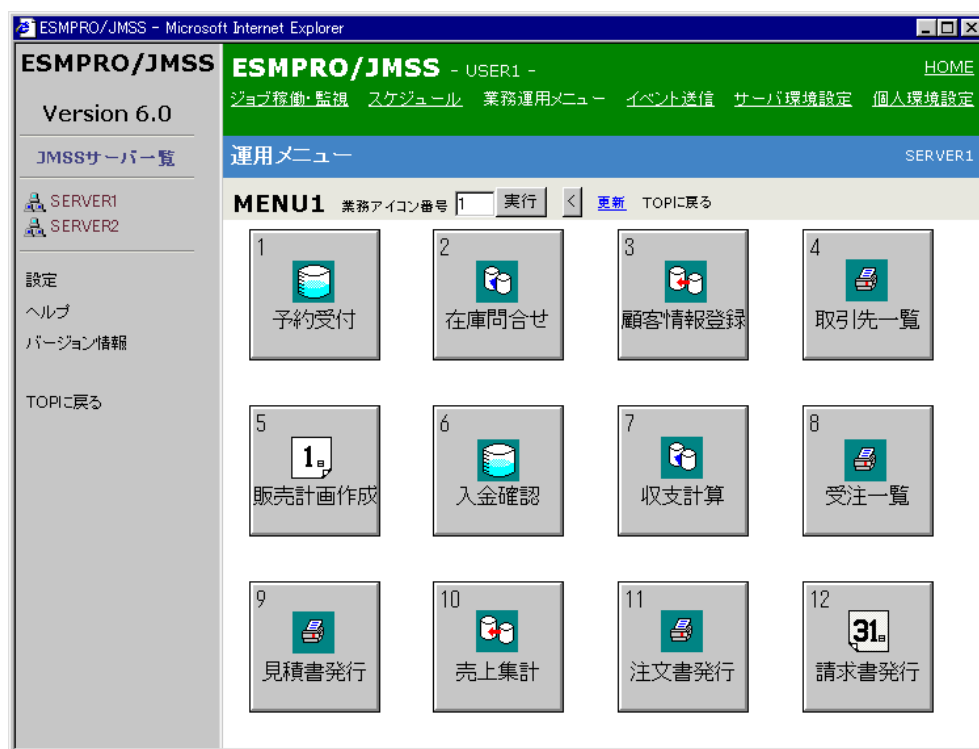 ESMPRO/JMSS - Microsoft Internet Explorer
ESMPRO/JMSS
Version 6.0
JMSSサーバ一覧
SERVER1
SERVER2
設定
ヘルプ
バージョン情報
TOPに戻る
ESMPRO/JMSS - USER1 - HOME
ジョブ稼働・監視 スケジュール 業務運用メニュー イベント送信 サーバ環境設定 個人環境設定
運用メニュー SERVER1
MENU1 業務アイコン番号 1 実行 < 更新 TOPに戻る
1 2 3 4
予約受付 在庫問合せ 顧客情報登録 取引先一覧
5 6 7 8
1日
販売計画作成 入金確認 収支計算 受注一覧
9 10 11 12
31日
見積書発行 売上集計 注文書発行 請求書発行